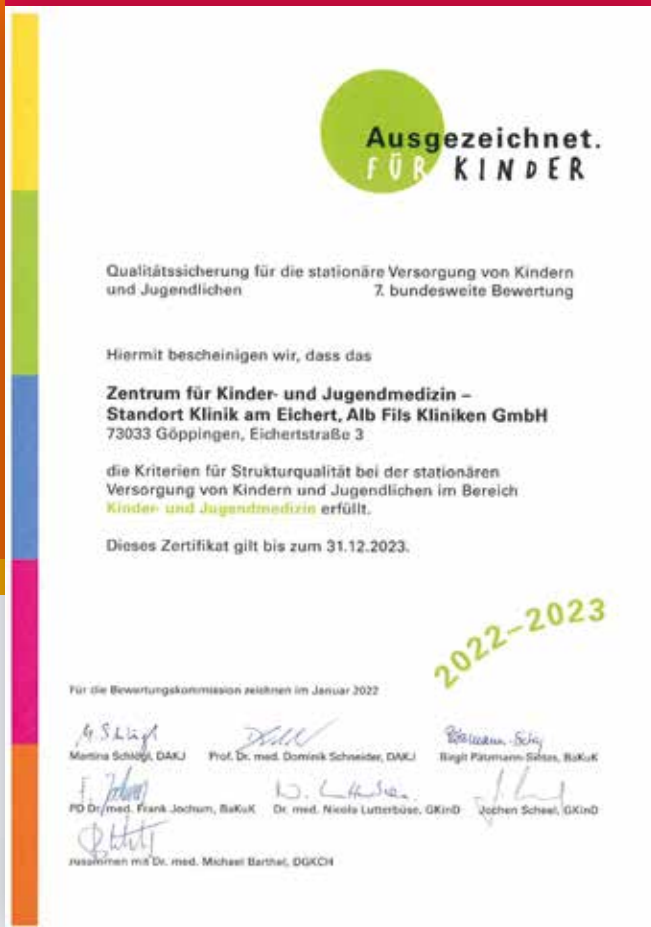 Ausgezeichnet.
FÜR KINDER
Qualitätssicherung für die stationäre Versorgung von Kindern
und Jugendlichen 7. bundesweite Bewertung
Hiermit bescheinigen wir, dass das
Zentrum für Kinder- und Jugendmedizin –
Standort Klinik am Eichert, Alb Fils Kliniken GmbH
73033 Göppingen, Eichertstraße 3
die Kriterien für Strukturqualität bei der stationären
Versorgung von Kindern und Jugendlichen im Bereich
Kinder- und Jugendmedizin erfüllt.
Dieses Zertifikat gilt bis zum 31.12.2023.
2022–2023
Für die Bewertungskommission zeichnen im Januar 2022
Martina Schlögl, DAKJ Prof. Dr. med. Dominik Schneider, DAKJ Birgit Pätzmann-Sietas, BaKuK
PD Dr. med. Frank Jochum, BaKuK Dr. med. Nicola Lutterbüse, GKinD Jochen Scheel, GKinD
zusammen mit Dr. med. Michael Barthel, DGKCH